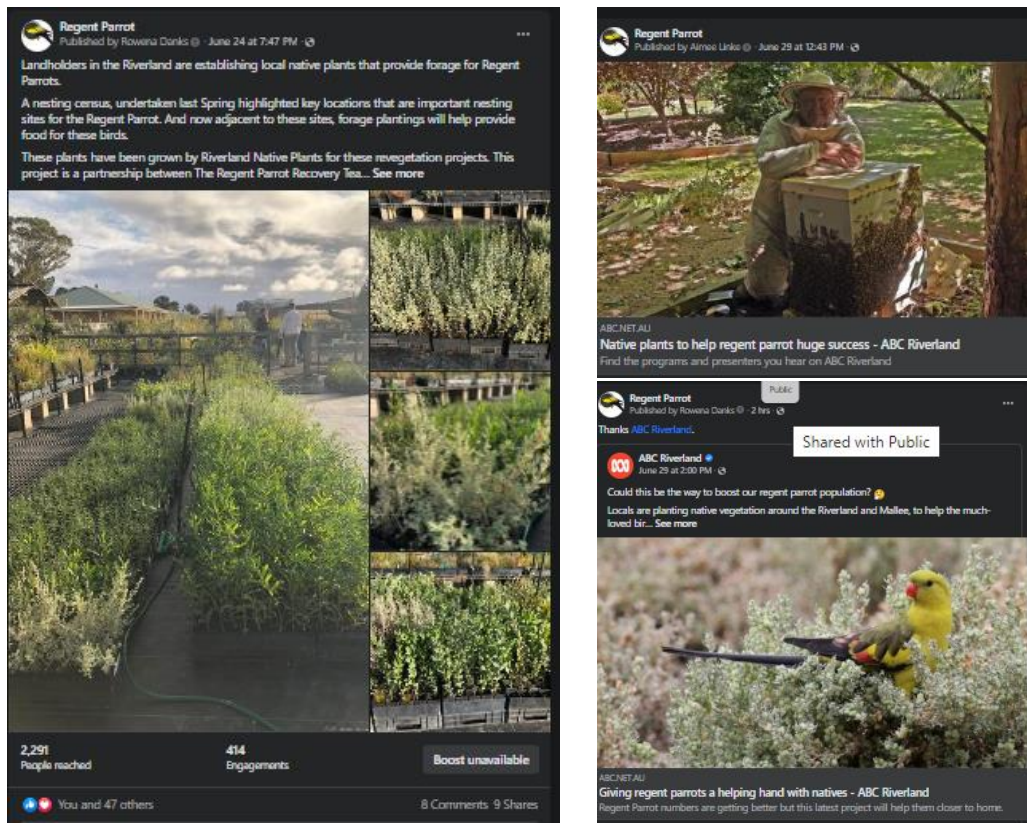 Regent Parrot
Published by Rowena Danks · June 24 at 7:47 PM ·
Landholders in the Riverland are establishing local native plants that provide forage for Regent
Parrots.
A nesting census, undertaken last Spring highlighted key locations that are important nesting
sites for the Regent Parrot. And now adjacent to these sites, forage plantings will help provide
food for these birds.
These plants have been grown by Riverland Native Plants for these revegetation projects. This
project is a partnership between The Regent Parrot Recovery Tea... See more
2,291
People reached
414
Engagements
Boost unavailable
You and 47 others
8 Comments 9 Shares
Regent Parrot
Published by Aimee Linke · June 29 at 12:43 PM ·
ABC.NET.AU
Native plants to help regent parrot huge success - ABC Riverland
Find the programs and presenters you hear on ABC Riverland
Public
Regent Parrot
Published by Rowena Danks · 2 hrs ·
Thanks ABC Riverland.
Shared with Public
ABC Riverland
June 29 at 2:00 PM ·
Could this be the way to boost our regent parrot population? 🤔
Locals are planting native vegetation around the Riverland and Mallee, to help the much-
loved bir... See more
ABC.NET.AU
Giving regent parrots a helping hand with natives - ABC Riverland
Regent Parrot numbers are getting better but this latest project will help them closer to home.